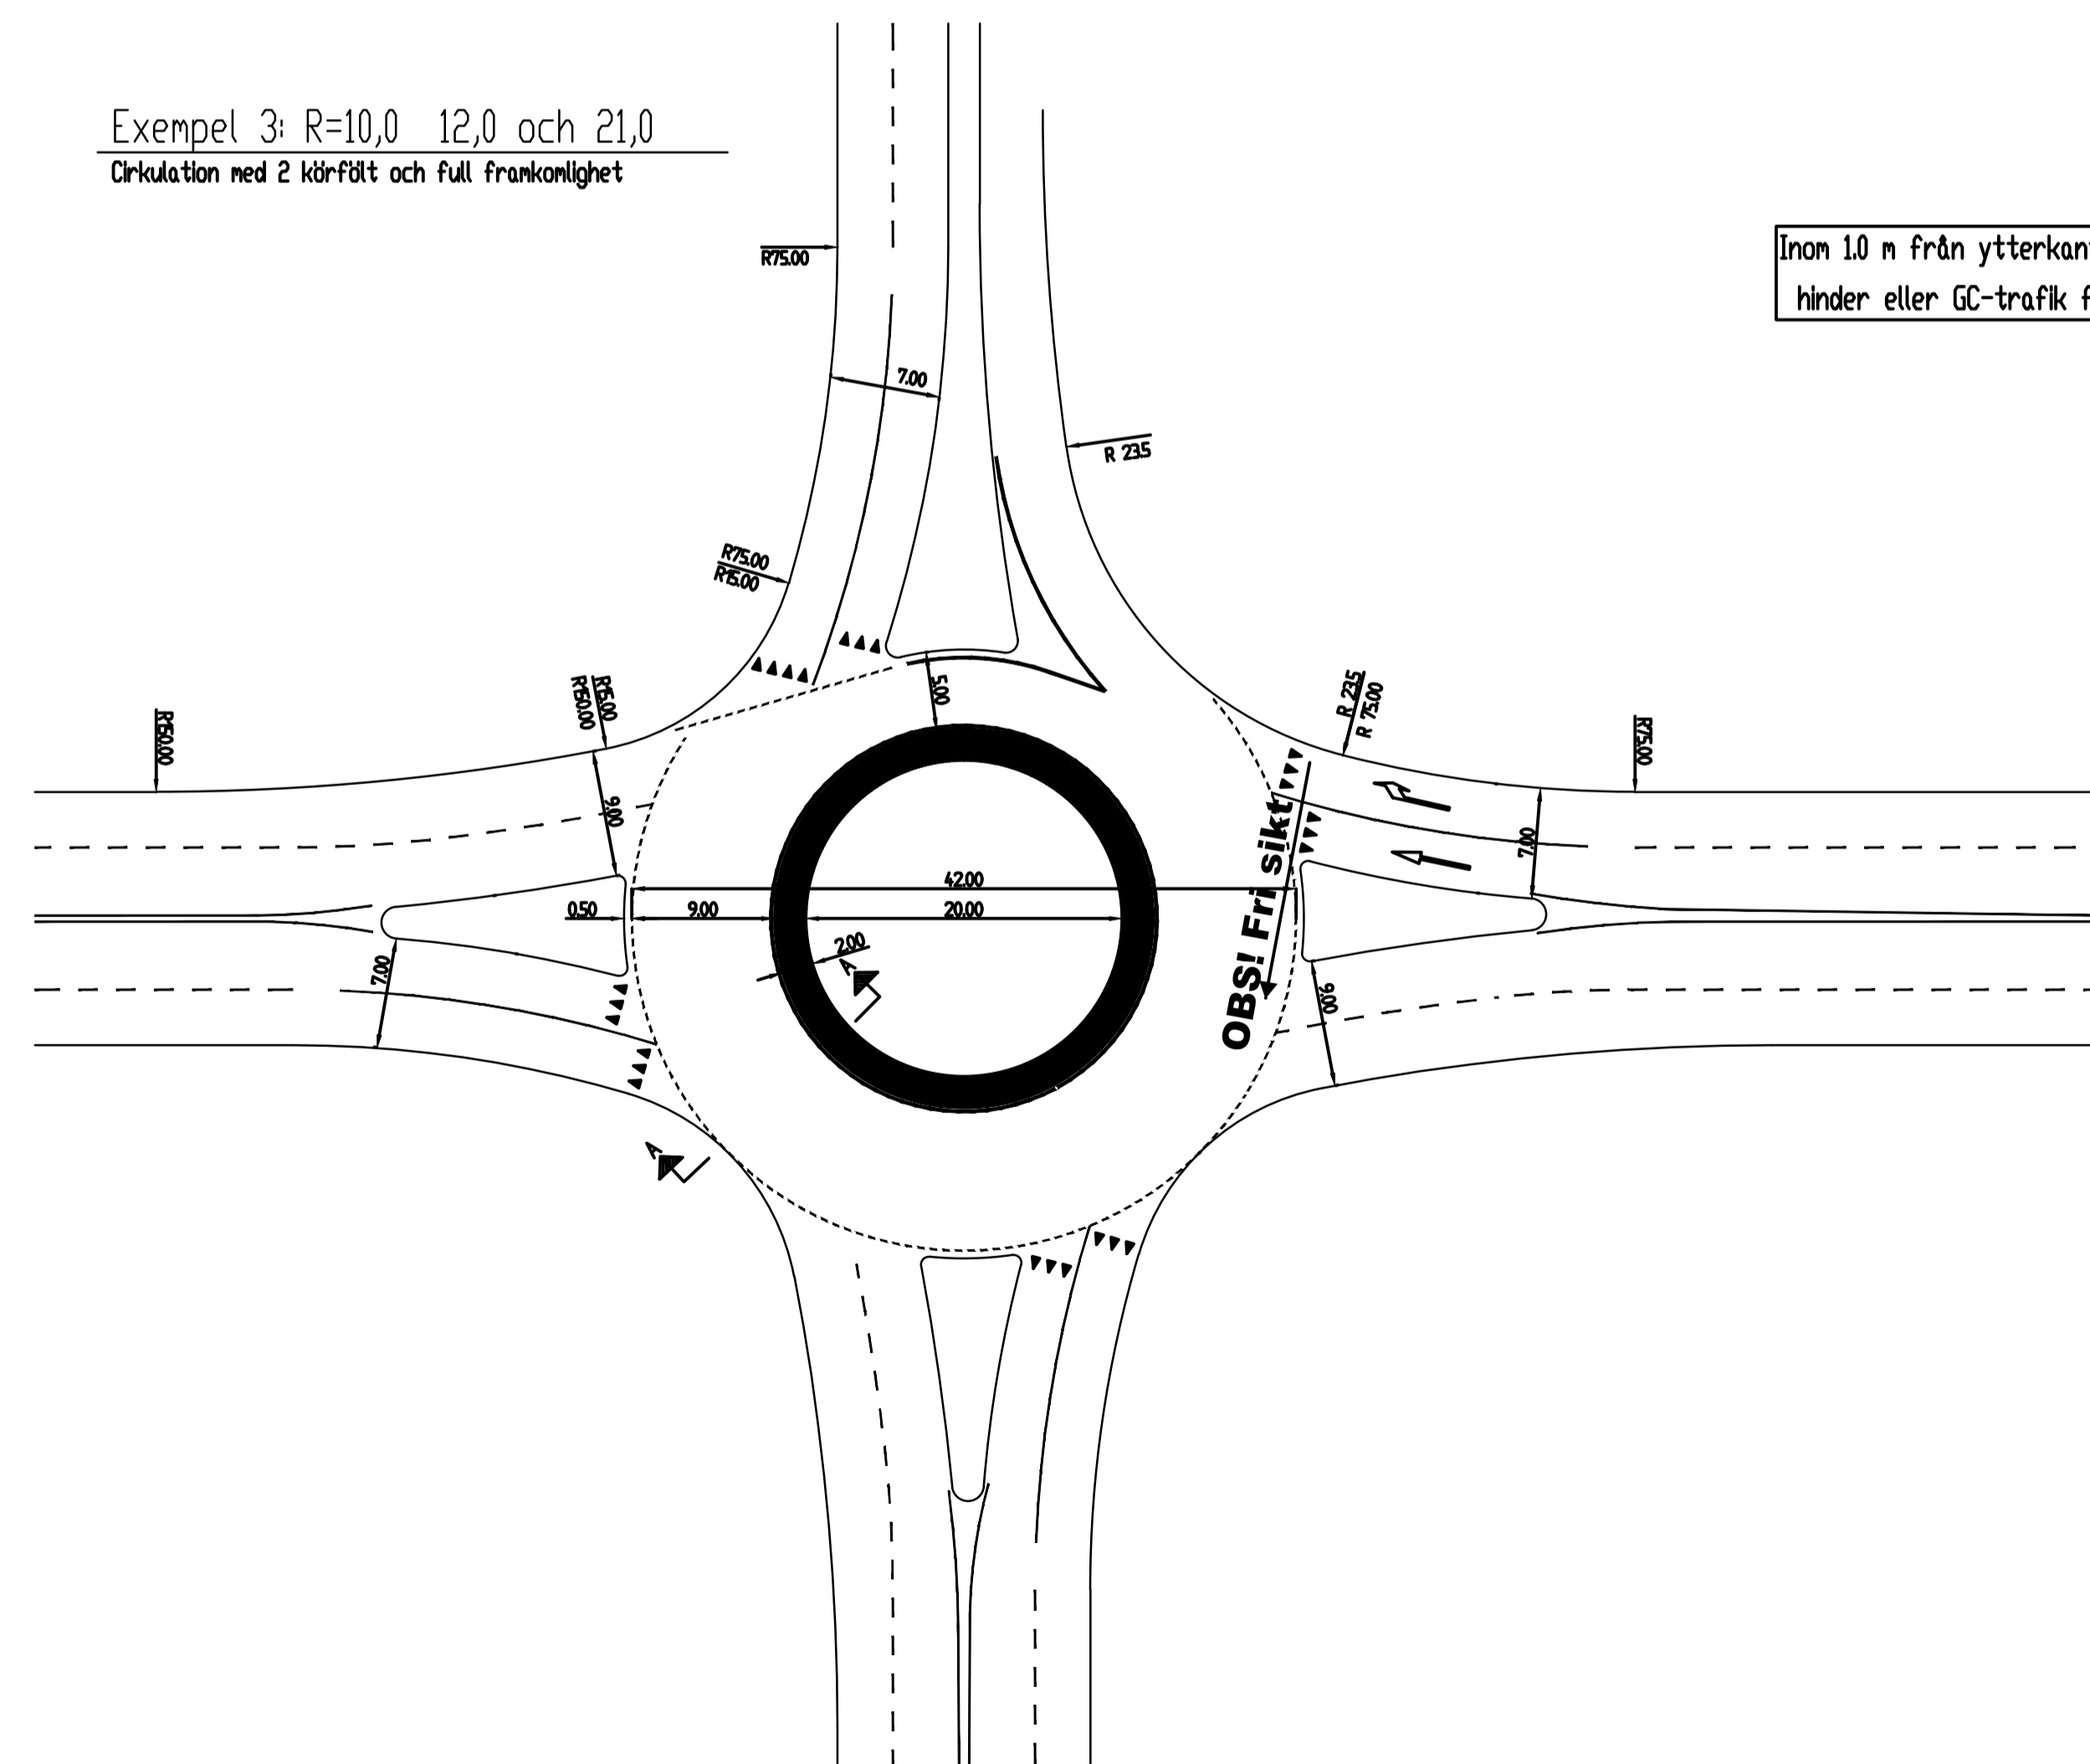 Exempel 3: R=10,0 12,0 och 21,0
Cirkulation med 2 körfölt och full framkomlighet
Inom 1.0 m från ytterkant
hinder eller GC-trafik f
R75.00
7.00
R 23.5
R75.00
R15.00
R15.00
R150.00
R150.00
5.00
R 23.5
R 75.00
R75.00
9.00
7.00
42.00
0.50
9.00
20.00
2.00
A
OBS! Fri sikt
7.00
9.00
A